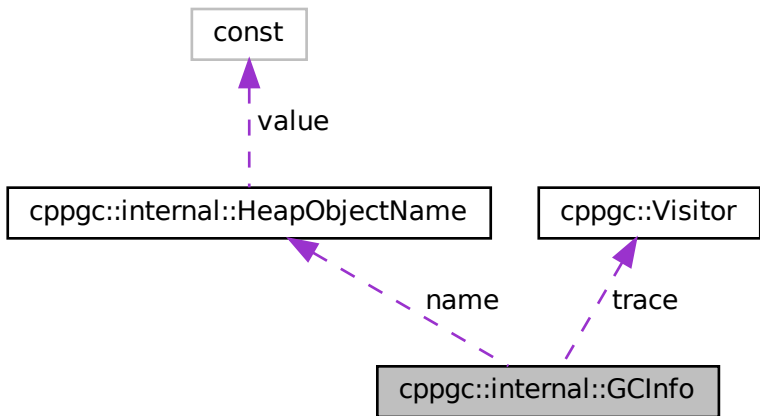 const
value
cppgc::internal::HeapObjectName
cppgc::Visitor
name
trace
cppgc::internal::GCInfo